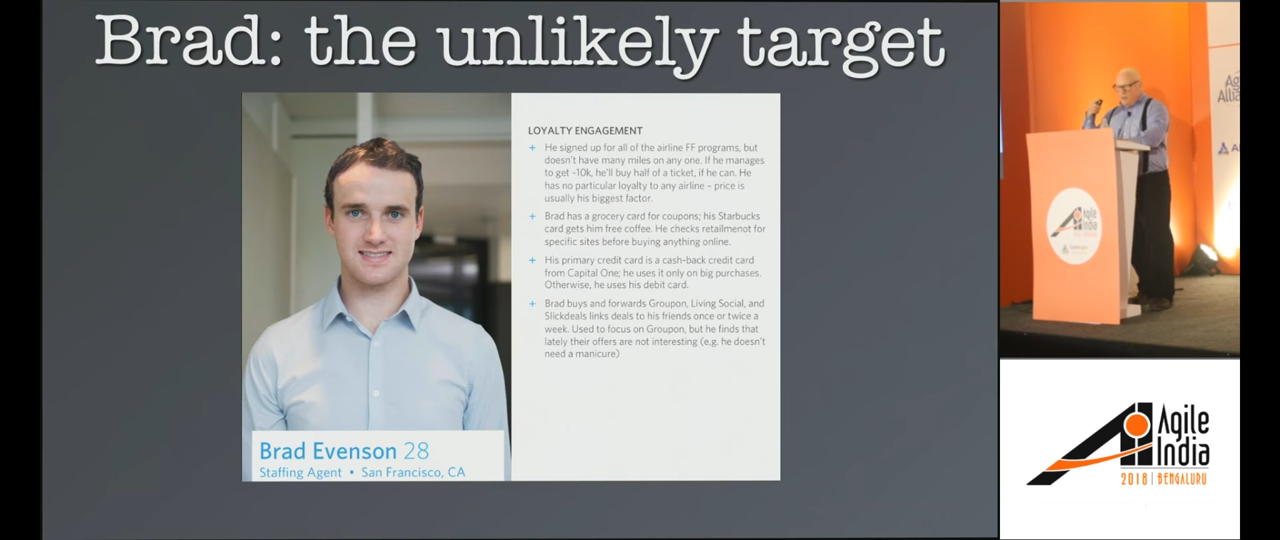 Brad: the unlikely target
LOYALTY ENGAGEMENT
+ He signed up for all of the airline FF programs, but
doesn't have many miles on any one. If he manages
to get ~10k, he'll buy half of a ticket, if he can. He
has no particular loyalty to any airline – price is
usually his biggest factor.
+ Brad has a grocery card for coupons; his Starbucks
card gets him free coffee. He checks retailmenot for
specific sites before buying anything online.
+ His primary credit card is a cash-back credit card
from Capital One; he uses it only on big purchases.
Otherwise, he uses his debit card.
+ Brad buys and forwards Groupon, Living Social, and
Slickdeals links deals to his friends once or twice a
week. Used to focus on Groupon, but he finds that
lately their offers are not interesting (e.g. he doesn't
need a manicure)
Brad Evenson 28
Staffing Agent • San Francisco, CA
Agile
India
Agile
India
2018 | BENGALURU